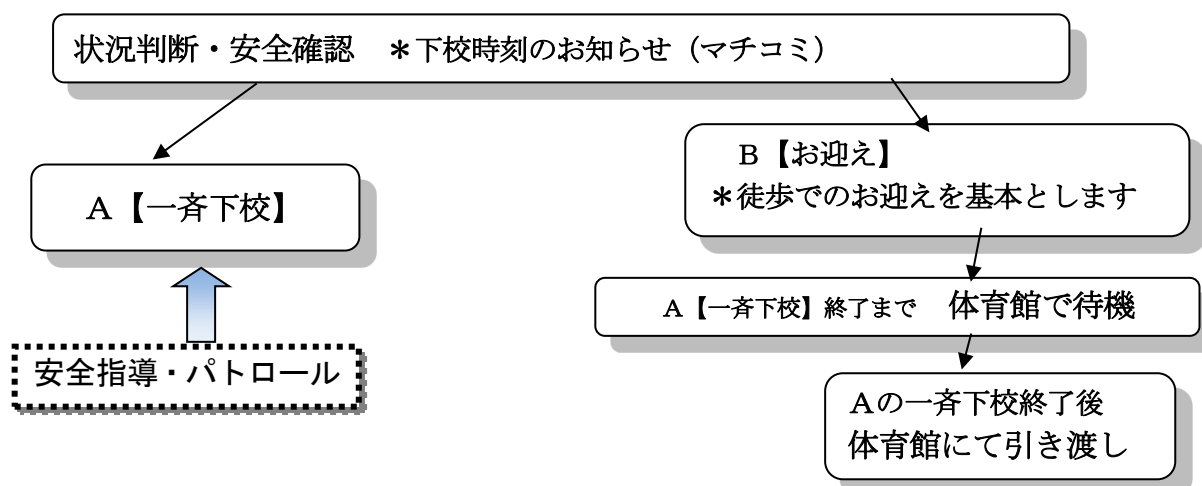 状況判断・安全確認　＊下校時刻のお知らせ（マチコミ）
A【一斉下校】
安全指導・パトロール
B【お迎え】
＊徒歩でのお迎えを基本とします
A【一斉下校】終了まで　体育館で待機
Aの一斉下校終了後
体育館にて引き渡し